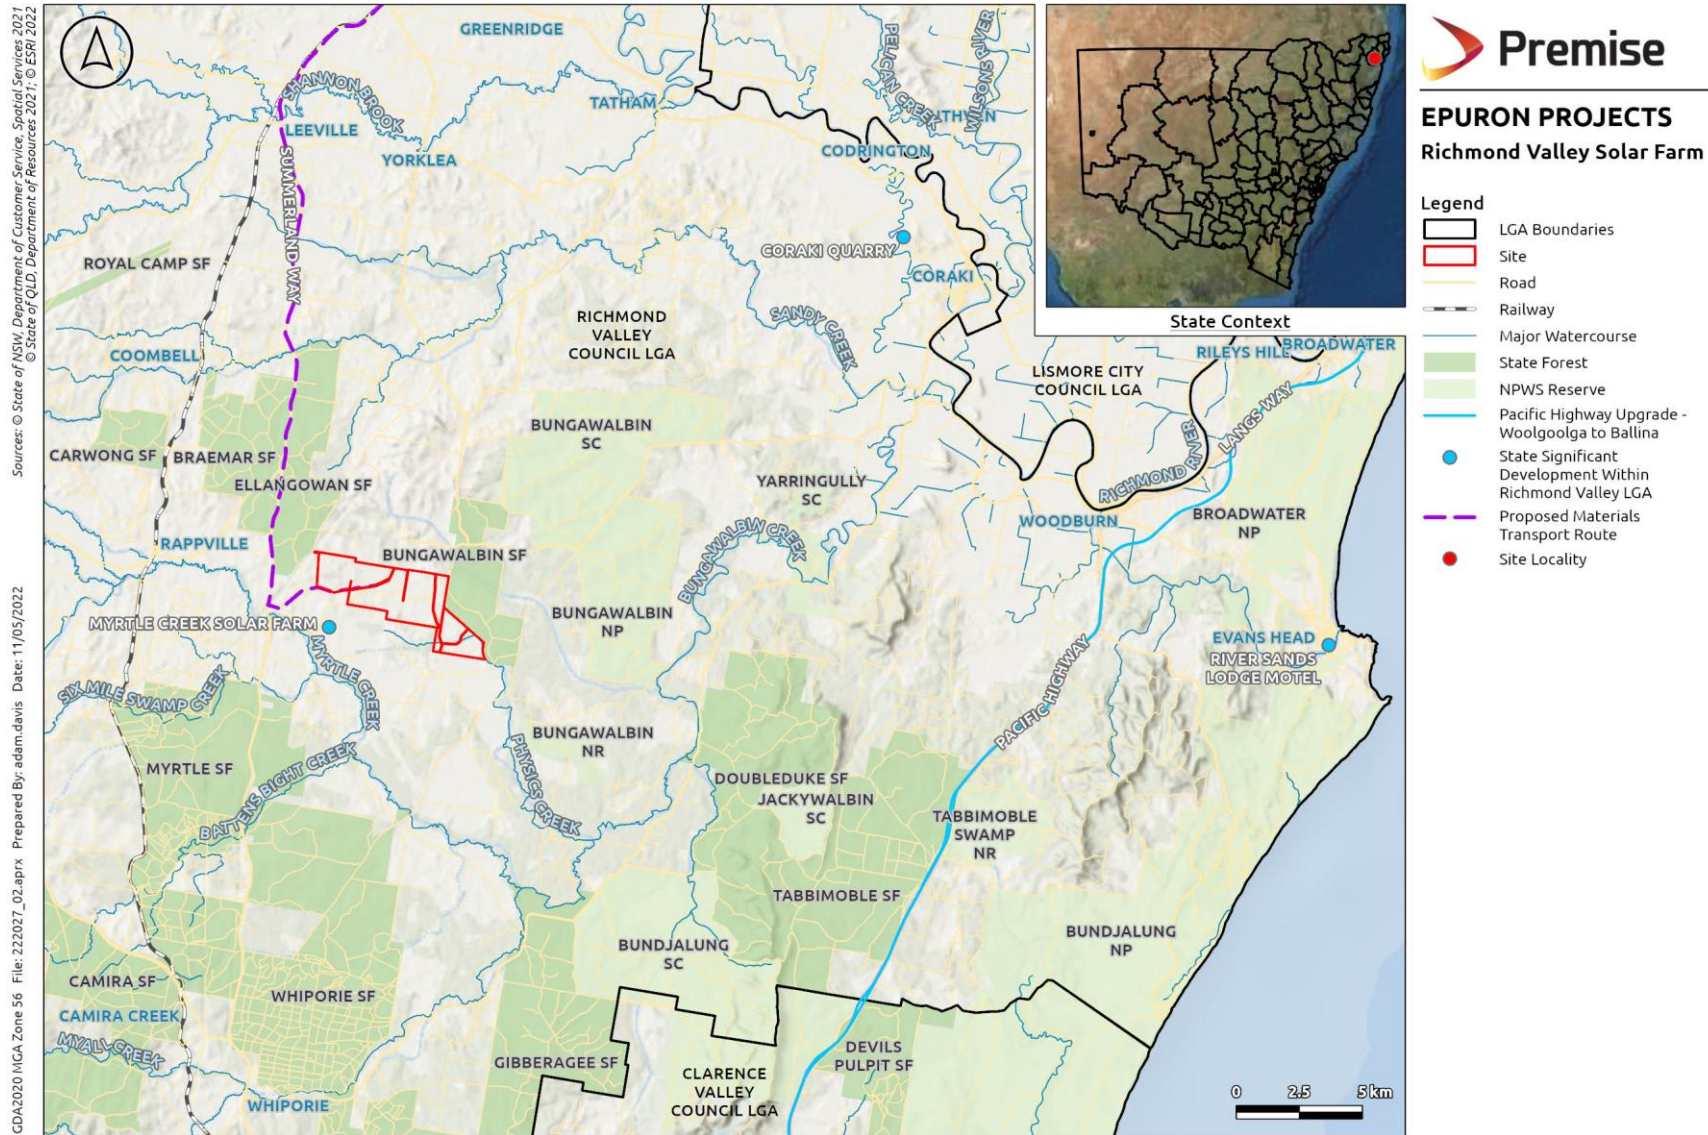 Sources: © State of NSW, Department of Customer Service, Spatial Services 2021
© State of QLD, Department of Resources 2021; © ESRI 2022
GDA2020 MGA Zone 56 File: 222027_02.aprx Prepared By: adam.davis Date: 11/05/2022
GREENRIDGE
PELICAN CREEK
WILSONS RIVER
SHANNON BROOK
TATHAM
LEEVILLE
YORKLEA
CODRINGTON
SUMMERLAND WAY
CORAKI QUARRY
CORAKI
ROYAL CAMP SF
RICHMOND
VALLEY
COUNCIL LGA
SANDY CREEK
COOMBELL
State Context
RILEYS HILL
BROADWATER
LISMORE CITY
COUNCIL LGA
LANGS WAY
BUNGAWALBIN
SC
CARWONG SF
BRAEMAR SF
ELLANGOWAN SF
YARRINGULLY
SC
RICHMOND RIVER
WOODBURN
BROADWATER
NP
RAPPVILLE
BUNGAWALBIN SF
BUNGAWALBIN CREEK
BUNGAWALBIN
NP
MYRTLE CREEK SOLAR FARM
MYRTLE CREEK
EVANS HEAD
RIVER SANDS
LODGE MOTEL
SIX MILE SWAMP CREEK
PACIFIC HIGHWAY
BUNGAWALBIN
NR
PHYSICS CREEK
MYRTLE SF
BATTENS BIGHT CREEK
DOUBLEDUKE SF
JACKYWALBIN
SC
TABBIMOBLE
SWAMP
NR
TABBIMOBLE SF
BUNDJALUNG
SC
BUNDJALUNG
NP
CAMIRA SF
WHIPORIE SF
CAMIRA CREEK
MYALL CREEK
GIBBERAGEE SF
DEVILS
PULPIT SF
CLARENCE
VALLEY
COUNCIL LGA
WHIPORIE
0 2.5 5 km
Premise
EPURON PROJECTS
Richmond Valley Solar Farm
Legend
LGA Boundaries
Site
Road
Railway
Major Watercourse
State Forest
NPWS Reserve
Pacific Highway Upgrade -
Woolgoolga to Ballina
State Significant
Development Within
Richmond Valley LGA
Proposed Materials
Transport Route
Site Locality